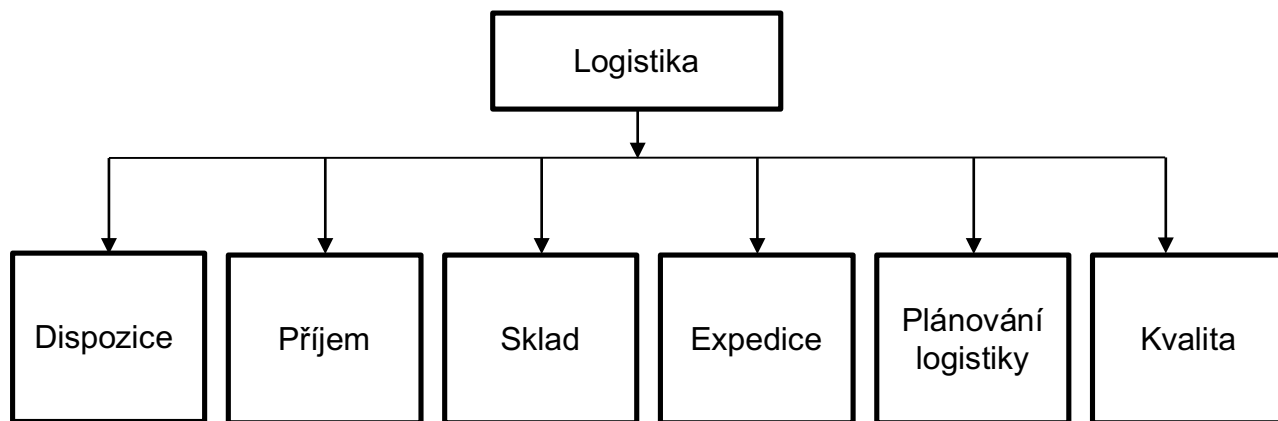 Logistika
Dispozice
Příjem
Sklad
Expedice
Plánování
logistiky
Kvalita